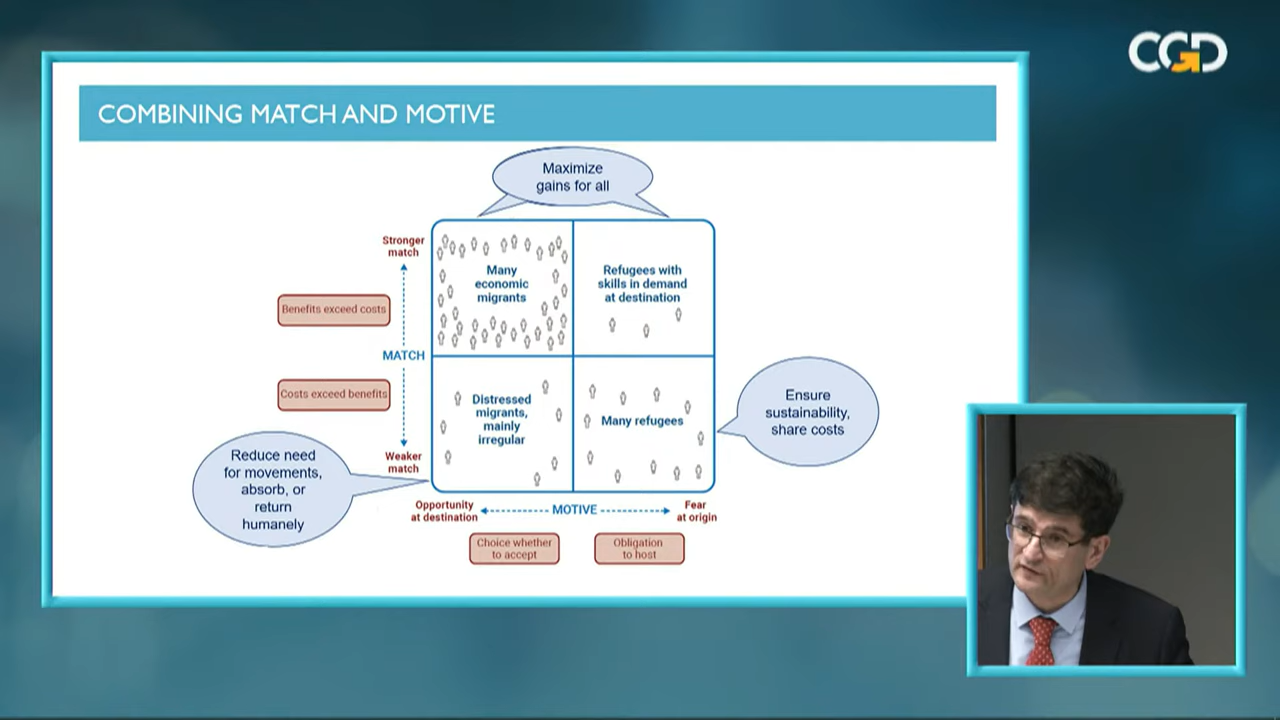 CGD
COMBINING MATCH AND MOTIVE
Maximize
gains for all
Stronger
match
Many
economic
migrants
Refugees with
skills in demand
at destination
Benefits exceed costs
MATCH
Costs exceed benefits
Distressed
migrants,
mainly
irregular
Many refugees
Ensure
sustainability,
share costs
Weaker
match
Reduce need
for movements,
absorb, or
return
humanely
Opportunity
at destination
MOTIVE
Fear
at origin
Choice whether
to accept
Obligation
to host